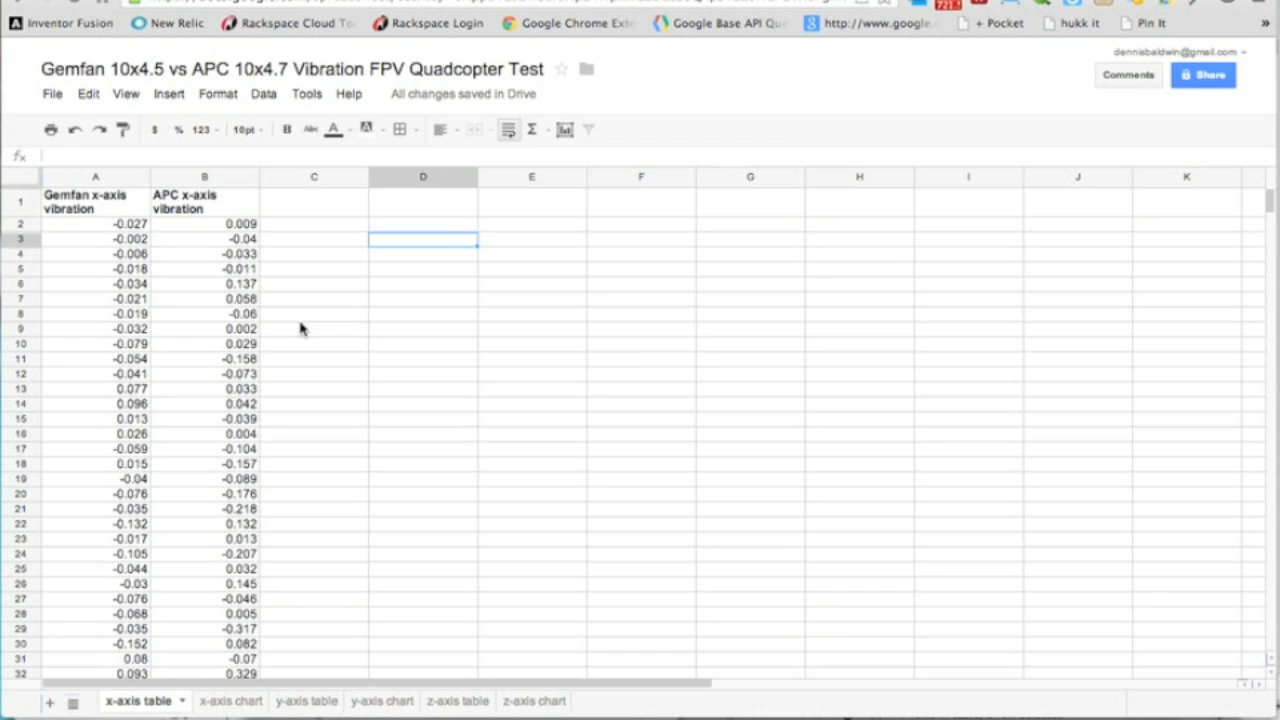 Inventor Fusion New Relic Rackspace Cloud To Rackspace Login Google Chrome Exte Google Base API Que http://www.google. + Pocket hukk it Pin It »
dennisbaldwin@gmail.com
Gemfan 10x4.5 vs APC 10x4.7 Vibration FPV Quadcopter Test
Comments Share
File Edit View Insert Format Data Tools Help All changes saved in Drive
$ % 123 10pt B Abc A A Σ
fx
A B C D E F G H I J K
1 Gemfan x-axis vibration APC x-axis vibration
2 -0.027 0.009
3 -0.002 -0.04
4 -0.006 -0.033
5 -0.018 -0.011
6 -0.034 0.137
7 -0.021 0.058
8 -0.019 -0.06
9 -0.032 0.002
10 -0.079 0.029
11 -0.054 -0.158
12 -0.041 -0.073
13 0.077 0.033
14 0.096 0.042
15 0.013 -0.039
16 0.026 0.004
17 -0.059 -0.104
18 0.015 -0.157
19 -0.04 -0.089
20 -0.076 -0.176
21 -0.035 -0.218
22 -0.132 0.132
23 -0.017 0.013
24 -0.105 -0.207
25 -0.044 0.032
26 -0.03 0.145
27 -0.076 -0.046
28 -0.068 0.005
29 -0.035 -0.317
30 -0.152 0.082
31 0.08 -0.07
32 0.093 0.329
+ x-axis table x-axis chart y-axis table y-axis chart z-axis table z-axis chart